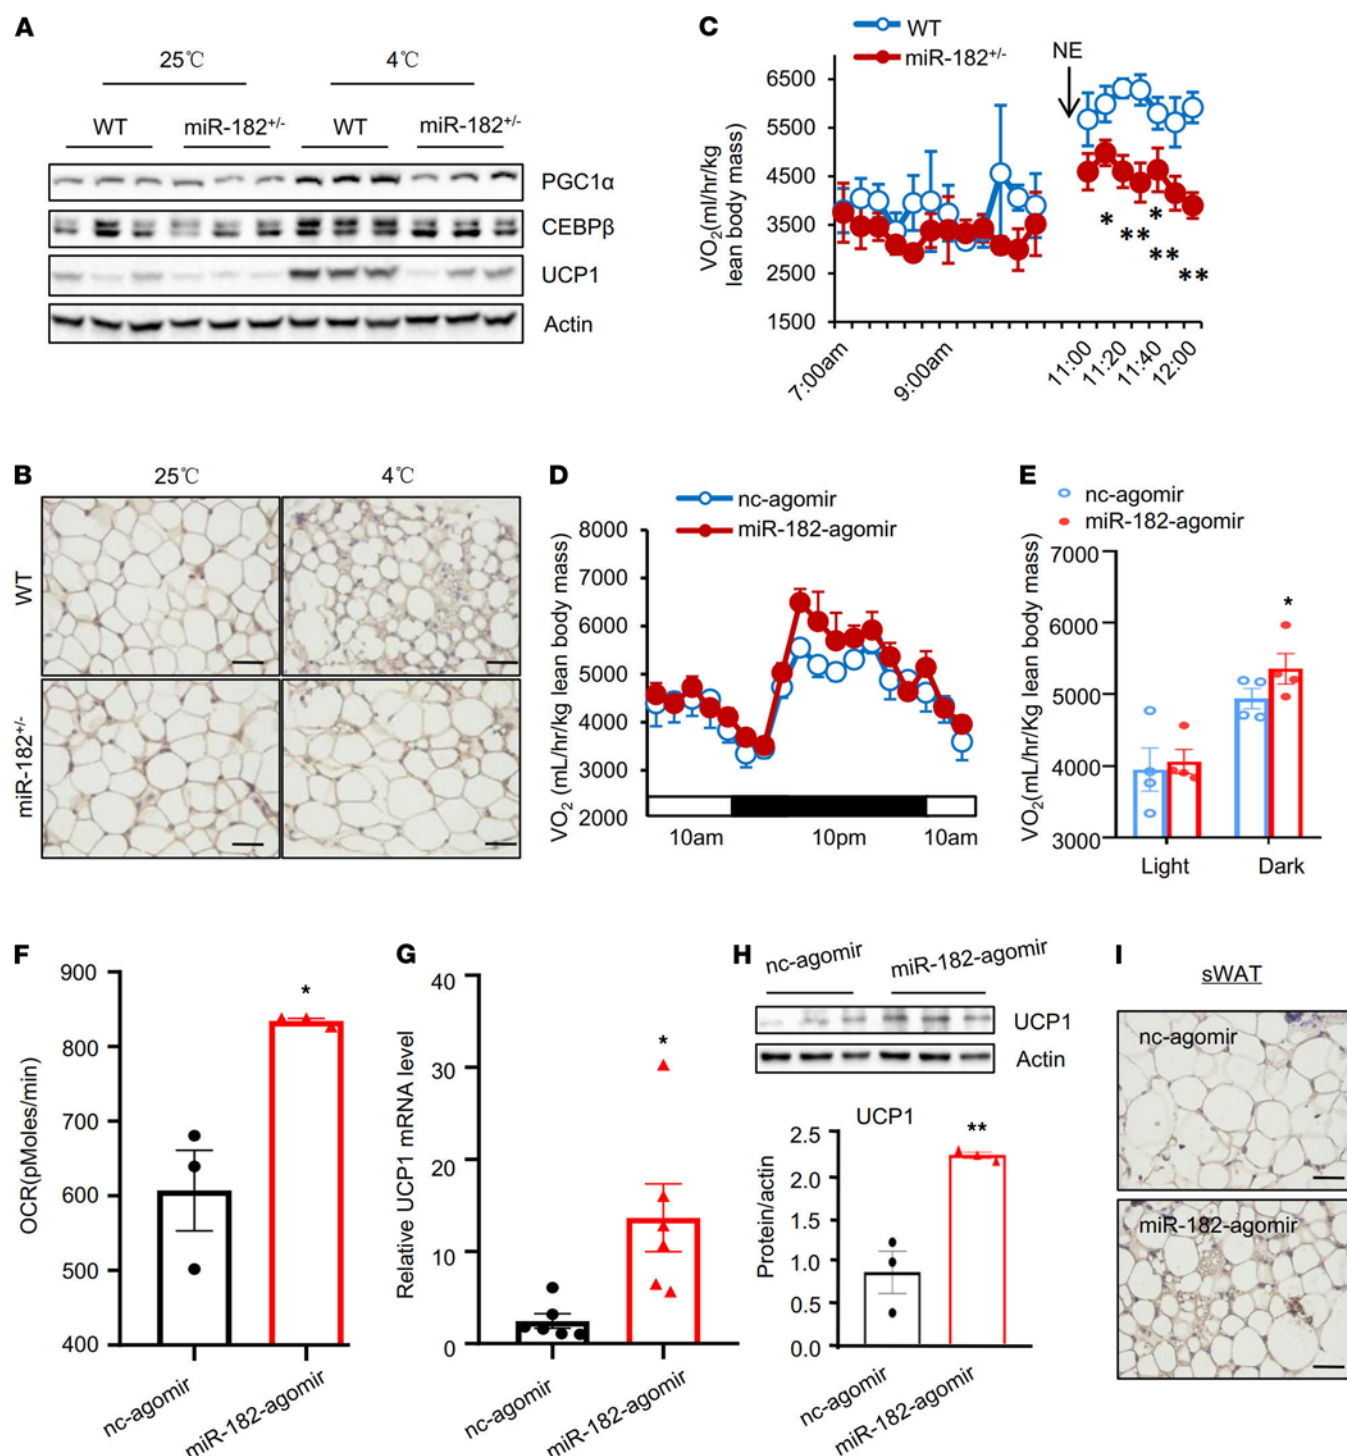 A
25℃ 4℃
WT miR-182+/- WT miR-182+/-
PGC1α
CEBPβ
UCP1
Actin
C
WT
miR-182+/-
NE
VO2(ml/hr/kg
lean body mass)
6500
5500
4500
3500
2500
1500
* ** * ** **
7:00am 9:00am 11:00 11:20 11:40 12:00
B
25℃ 4℃
WT
miR-182+/-
D
nc-agomir
miR-182-agomir
VO2 (mL/hr/kg lean body mass)
8000
7000
6000
5000
4000
3000
2000
10am 10pm 10am
E
nc-agomir
miR-182-agomir
VO2(mL/hr/Kg lean body mass)
7000
6000
5000
4000
3000
*
Light Dark
F
OCR(pMoles/min)
900
800
700
600
500
400
*
nc-agomir miR-182-agomir
G
Relative UCP1 mRNA level
40
30
20
10
0
*
nc-agomir miR-182-agomir
H
nc-agomir miR-182-agomir
UCP1
Actin
UCP1
Protein/actin
2.5
2.0
1.5
1.0
0.5
0.0
**
nc-agomir miR-182-agomir
I
sWAT
nc-agomir
miR-182-agomir